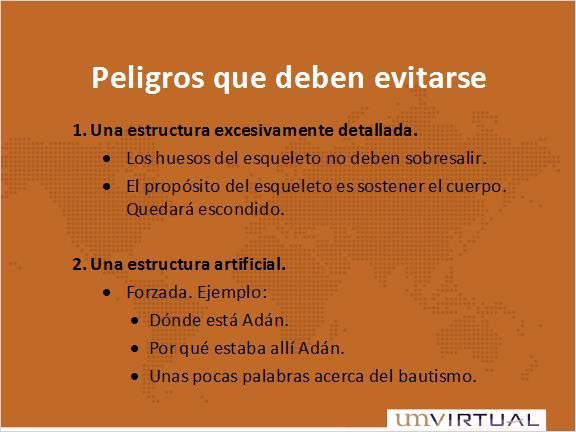 Peligros que deben evitarse
1. Una estructura excesivamente detallada.
• Los huesos del esqueleto no deben sobresalir.
• El propósito del esqueleto es sostener el cuerpo.
Quedará escondido.
2. Una estructura artificial.
• Forzada. Ejemplo:
• Dónde está Adán.
• Por qué estaba allí Adán.
• Unas pocas palabras acerca del bautismo.
umVIRTUAL